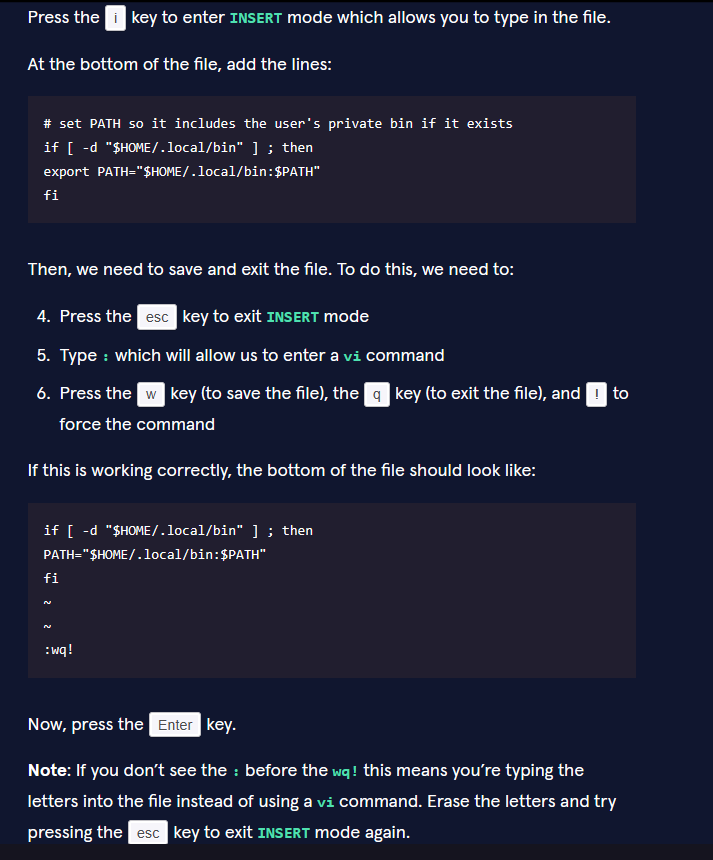 Press the i key to enter INSERT mode which allows you to type in the file.
At the bottom of the file, add the lines:
# set PATH so it includes the user's private bin if it exists
if [ -d "$HOME/.local/bin" ] ; then
export PATH="$HOME/.local/bin:$PATH"
fi
Then, we need to save and exit the file. To do this, we need to:
4. Press the esc key to exit INSERT mode
5. Type : which will allow us to enter a vi command
6. Press the w key (to save the file), the q key (to exit the file), and ! to
force the command
If this is working correctly, the bottom of the file should look like:
if [ -d "$HOME/.local/bin" ] ; then
PATH="$HOME/.local/bin:$PATH"
fi
~
~
:wq!
Now, press the Enter key.
Note: If you don’t see the : before the wq! this means you’re typing the
letters into the file instead of using a vi command. Erase the letters and try
pressing the esc key to exit INSERT mode again.